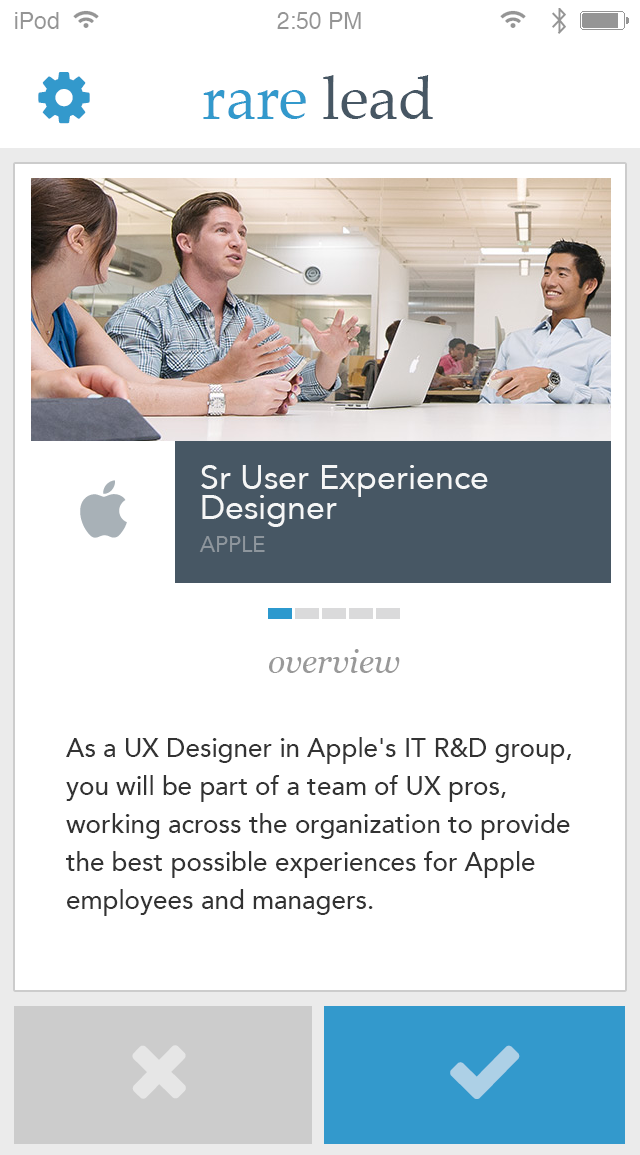 iPod 2:50 PM
rare lead
Sr User Experience
Designer
APPLE
overview
As a UX Designer in Apple's IT R&D group,
you will be part of a team of UX pros,
working across the organization to provide
the best possible experiences for Apple
employees and managers.